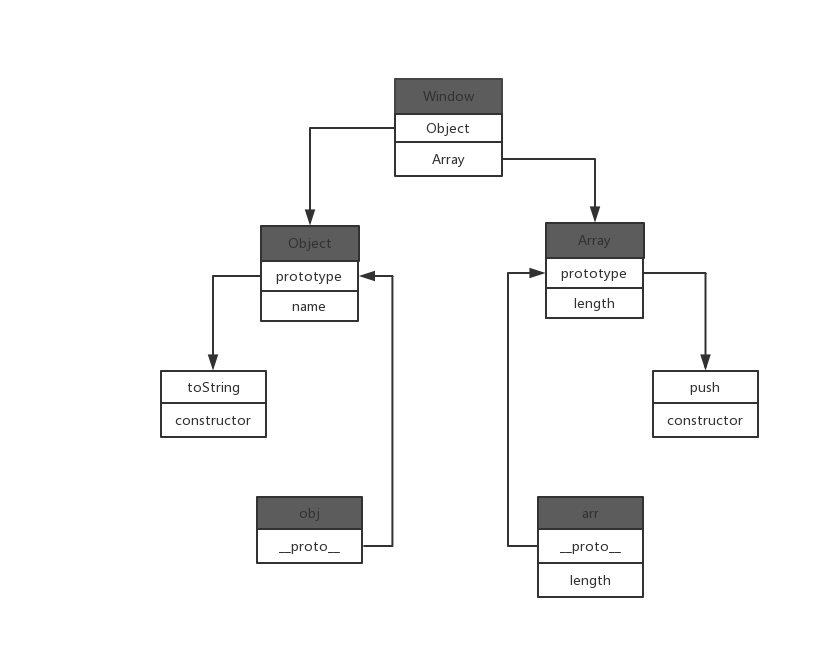 Window
Object
Array
Object
prototype
name
Array
prototype
length
toString
constructor
push
constructor
obj
__proto__
arr
__proto__
length